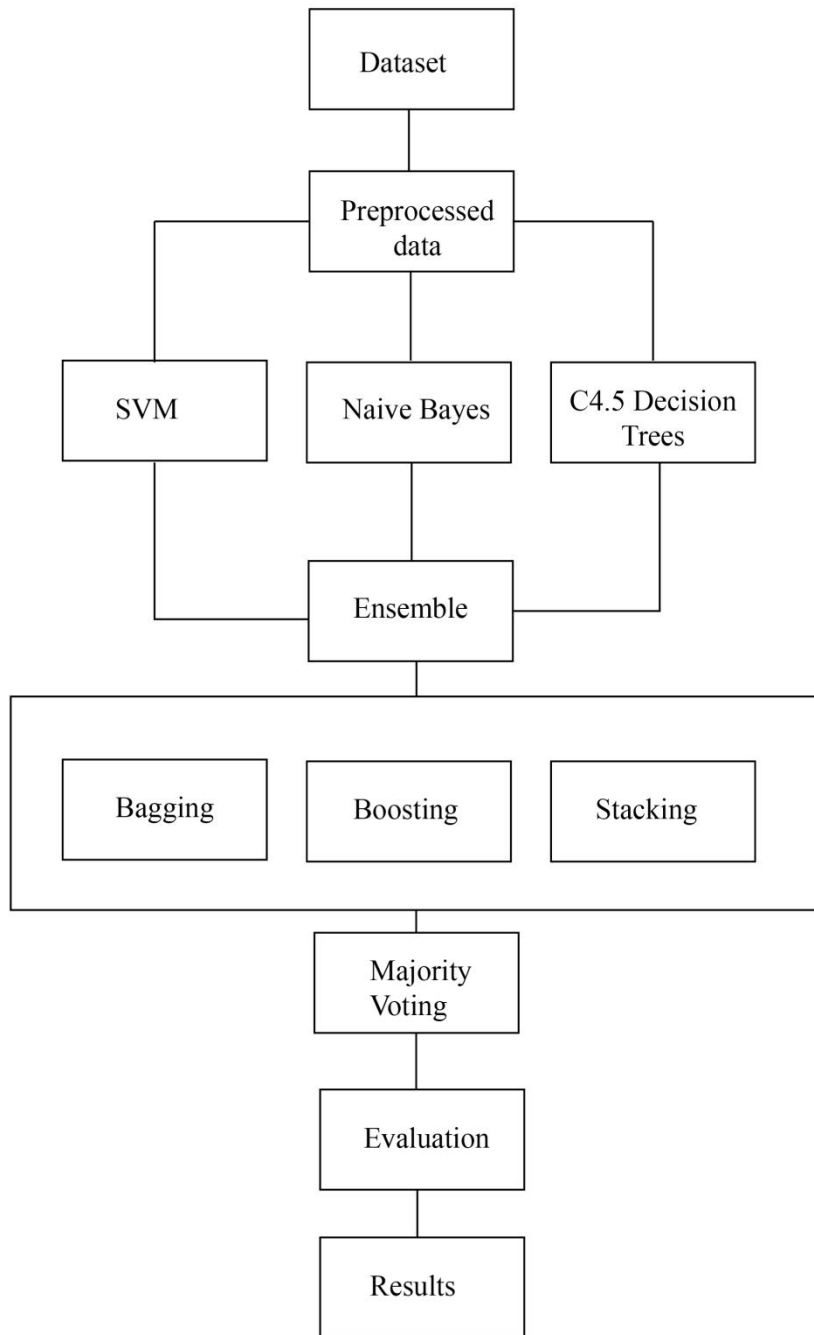 Dataset
Preprocessed
data
SVM
Naive Bayes
C4.5 Decision
Trees
Ensemble
Bagging
Boosting
Stacking
Majority
Voting
Evaluation
Results